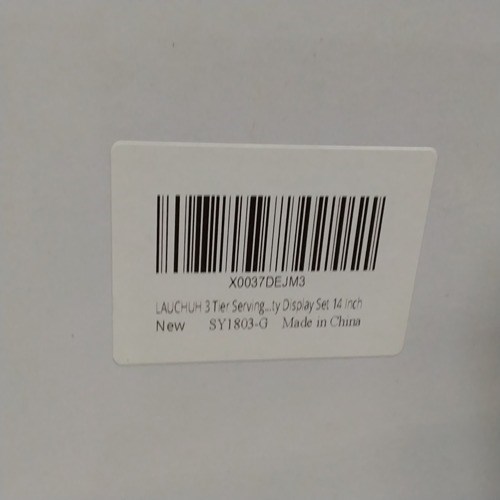 X0037DEJM3
LAUCHUH 3 Tier Serving...ty Display Set 14 Inch
New SY1803-G Made in China